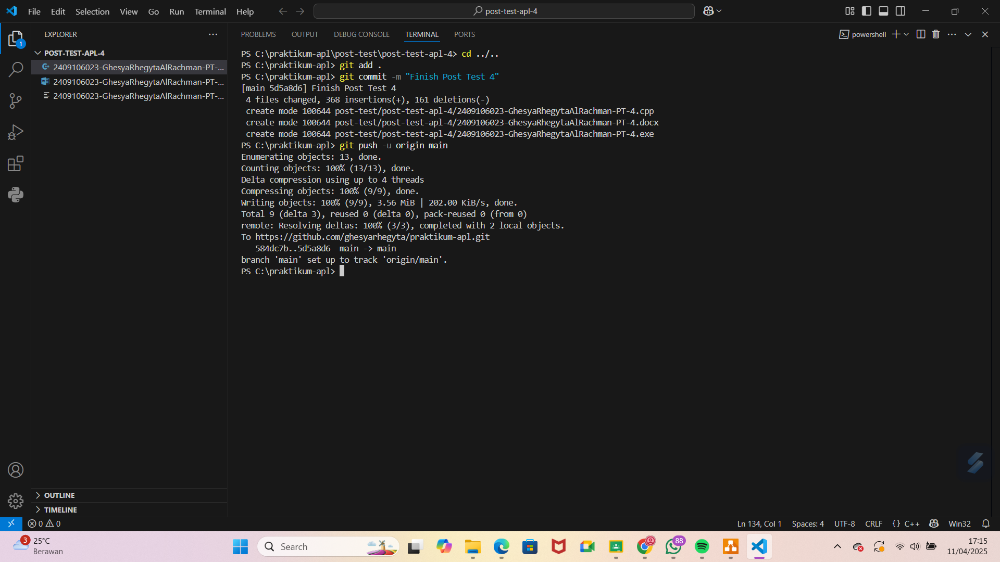 File Edit Selection View Go Run Terminal Help
post-test-apl-4
EXPLORER
1
POST-TEST-APL-4
2409106023-GhesyaRhegytaAlRachman-PT-...
2409106023-GhesyaRhegytaAlRachman-PT-...
2409106023-GhesyaRhegytaAlRachman-PT-...
OUTLINE
TIMELINE
PROBLEMS OUTPUT DEBUG CONSOLE TERMINAL PORTS
powershell
PS C:\praktikum-apl\post-test\post-test-apl-4> cd ../..
PS C:\praktikum-apl> git add .
PS C:\praktikum-apl> git commit -m "Finish Post Test 4"
[main 5d5a8d6] Finish Post Test 4
 4 files changed, 368 insertions(+), 161 deletions(-)
 create mode 100644 post-test/post-test-apl-4/2409106023-GhesyaRhegytaAlRachman-PT-4.cpp
 create mode 100644 post-test/post-test-apl-4/2409106023-GhesyaRhegytaAlRachman-PT-4.docx
 create mode 100644 post-test/post-test-apl-4/2409106023-GhesyaRhegytaAlRachman-PT-4.exe
PS C:\praktikum-apl> git push -u origin main
Enumerating objects: 13, done.
Counting objects: 100% (13/13), done.
Delta compression using up to 4 threads
Compressing objects: 100% (9/9), done.
Writing objects: 100% (9/9), 3.56 MiB | 202.00 KiB/s, done.
Total 9 (delta 3), reused 0 (delta 0), pack-reused 0 (from 0)
remote: Resolving deltas: 100% (3/3), completed with 2 local objects.
To https://github.com/ghesyarhegyta/praktikum-apl.git
   584dc7b..5d5a8d6  main -> main
branch 'main' set up to track 'origin/main'.
PS C:\praktikum-apl>
0 0
Ln 134, Col 1 Spaces: 4 UTF-8 CRLF {} C++ Win32
3
25°C
Berawan
Search
88
17:15
11/04/2025